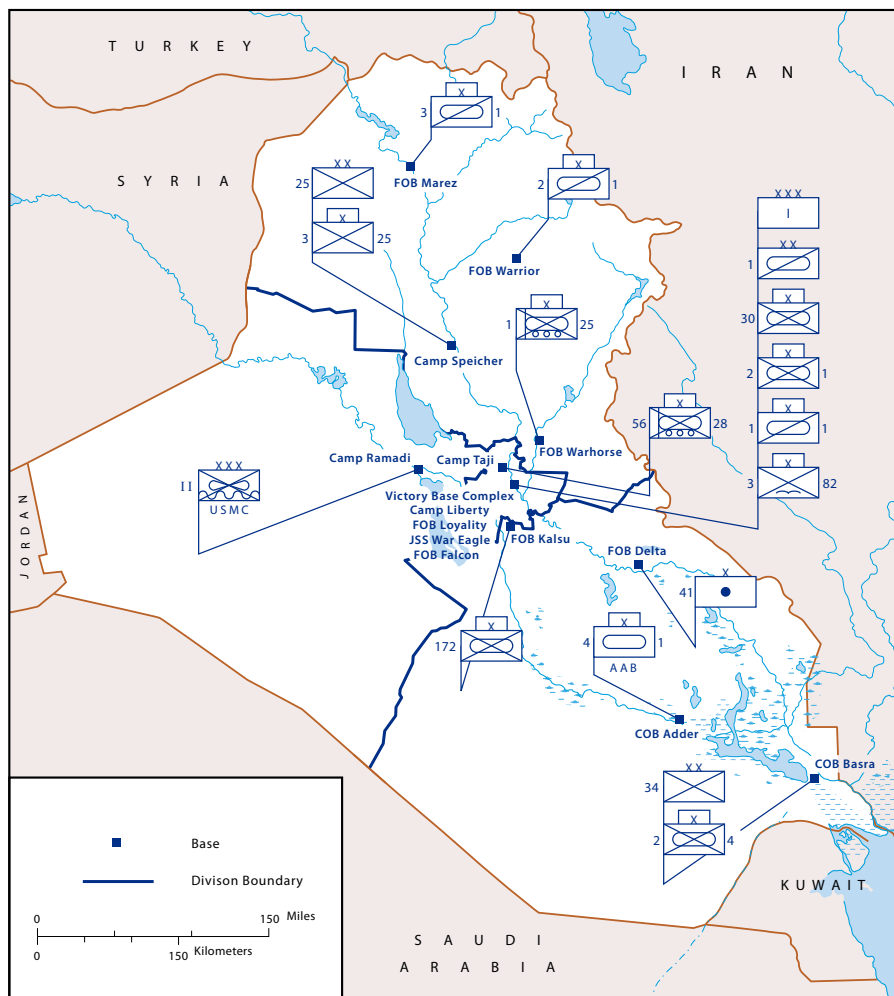 TURKEY
IRAN
X
3 1
FOB Marez
SYRIA
XX
25
X
3 25
X
2 1
FOB Warrior
XXX
I
XX
1
X
30
X
2 1
X
1 1
X
3 82
X
1 25
Camp Speicher
X
56 28
FOB Warhorse
Camp Ramadi
Camp Taji
XXX
II
USMC
Victory Base Complex
Camp Liberty
FOB Loyality
JSS War Eagle
FOB Falcon
FOB Kalsu
JORDAN
FOB Delta
X
41
X
172
X
4 1
AAB
COB Adder
COB Basra
XX
34
X
2 4
KUWAIT
SAUDI
ARABIA
Base
Divison Boundary
0 150 Miles
0 150 Kilometers